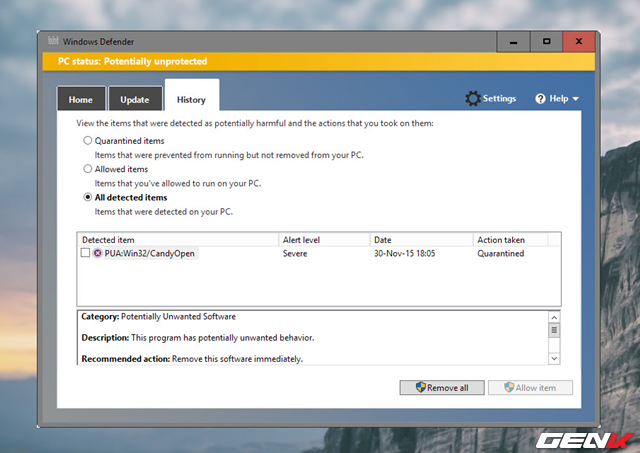 Windows Defender
PC status: Potentially unprotected
Home
Update
History
Settings
Help
View the items that were detected as potentially harmful and the actions that you took on them:
Quarantined items
Items that were prevented from running but not removed from your PC.
Allowed items
Items that you've allowed to run on your PC.
All detected items
Items that were detected on your PC.
Detected item Alert level Date Action taken
PUA:Win32/CandyOpen Severe 30-Nov-15 18:05 Quarantined
Category: Potentially Unwanted Software
Description: This program has potentially unwanted behavior.
Recommended action: Remove this software immediately.
Remove all
Allow item
GENK